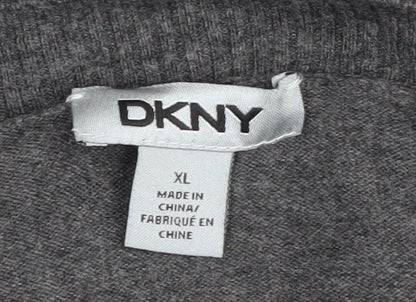 DKNY
XL
MADE IN
CHINA/
FABRIQUÉ EN
CHINE